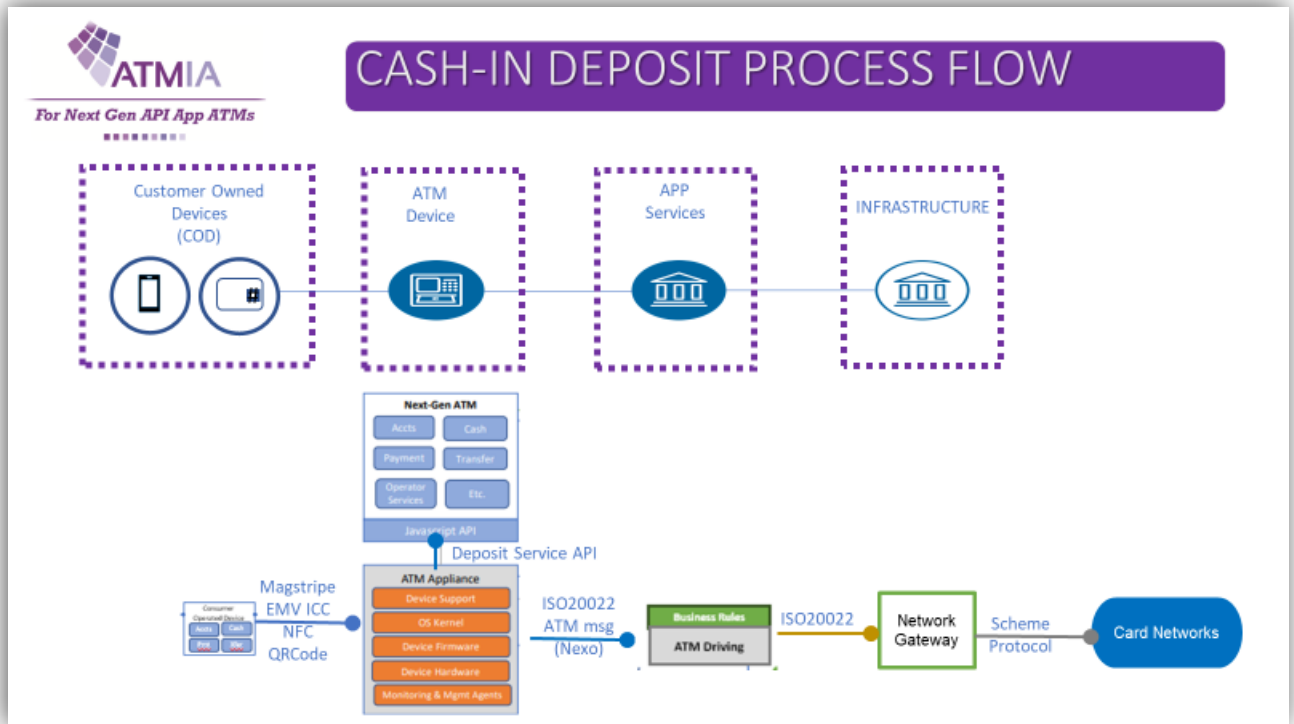 ATMIA
For Next Gen API App ATMs
CASH-IN DEPOSIT PROCESS FLOW
Customer Owned
Devices
(COD)
ATM
Device
APP
Services
INFRASTRUCTURE
Next-Gen ATM
Accts
Cash
Payment
Transfer
Operator
Services
Etc.
Javascript API
Deposit Service API
Consumer
Operated Device
Accts
Cash
Magstripe
EMV ICC
NFC
QRCode
ATM Appliance
Device Support
OS Kernel
Device Firmware
Device Hardware
Monitoring & Mgmt Agents
ISO20022
ATM msg
(Nexo)
Business Rules
ATM Driving
ISO20022
Network
Gateway
Scheme
Protocol
Card Networks